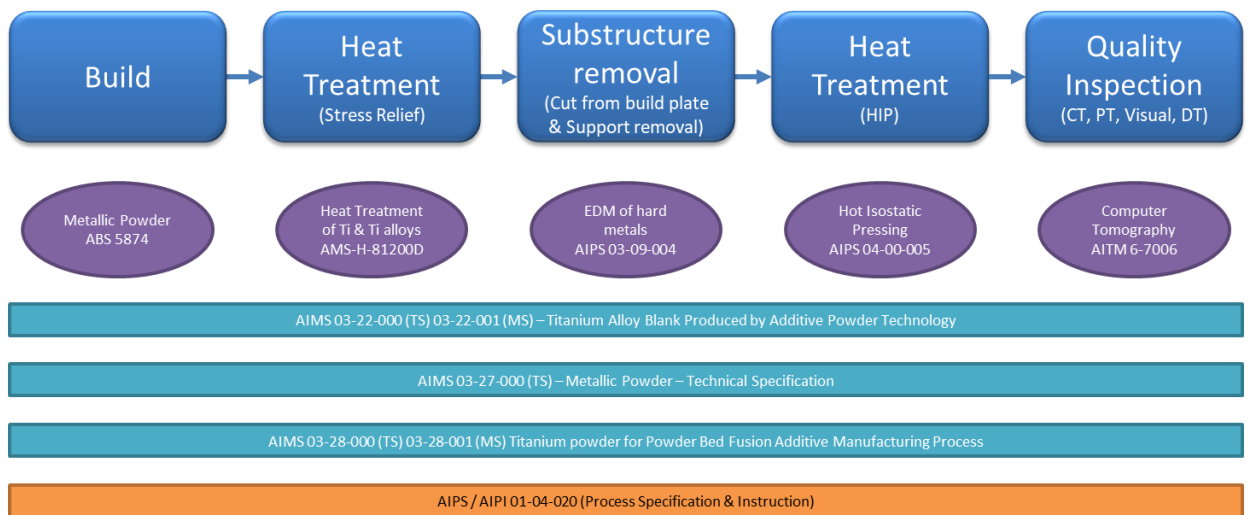 Build
Heat
Treatment
(Stress Relief)
Substructure
removal
(Cut from build plate
& Support removal)
Heat
Treatment
(HIP)
Quality
Inspection
(CT, PT, Visual, DT)
Metallic Powder
ABS 5874
Heat Treatment
of Ti & Ti alloys
AMS-H-81200D
EDM of hard
metals
AIPS 03-09-004
Hot Isostatic
Pressing
AIPS 04-00-005
Computer
Tomography
AITM 6-7006
AIMS 03-22-000 (TS) 03-22-001 (MS) – Titanium Alloy Blank Produced by Additive Powder Technology
AIMS 03-27-000 (TS) – Metallic Powder – Technical Specification
AIMS 03-28-000 (TS) 03-28-001 (MS) Titanium powder for Powder Bed Fusion Additive Manufacturing Process
AIPS / AIPI 01-04-020 (Process Specification & Instruction)